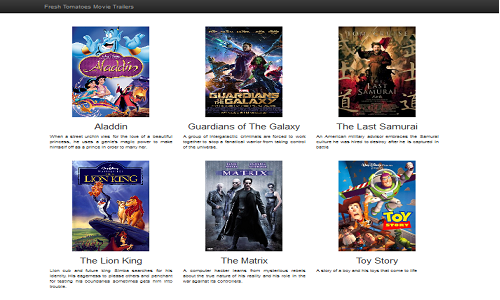 Fresh Tomatoes Movie Trailers
Aladdin
GUARDIANS
OF THE GALAXY
THE LAST
SAMURAI
Aladdin
Guardians of The Galaxy
The Last Samurai
When a street urchin vies for the love of a beautiful
princess, he uses a genie's magic power to make
himself off as a prince in order to marry her.
A group of intergalactic criminals are forced to work
together to stop a fanatical warrior from taking control
of the universe.
An American military advisor embraces the Samurai
culture he was hired to destroy after he is captured in
battle.
THE
LION KING
MATRIX
TOY
STORY
The Lion King
The Matrix
Toy Story
Lion cub and future king Simba searches for his
identity. His eagerness to please others and penchant
for testing his boundaries sometimes gets him into
trouble.
A computer hacker learns from mysterious rebels
about the true nature of his reality and his role in the
war against its controllers.
A story of a boy and his toys that come to life